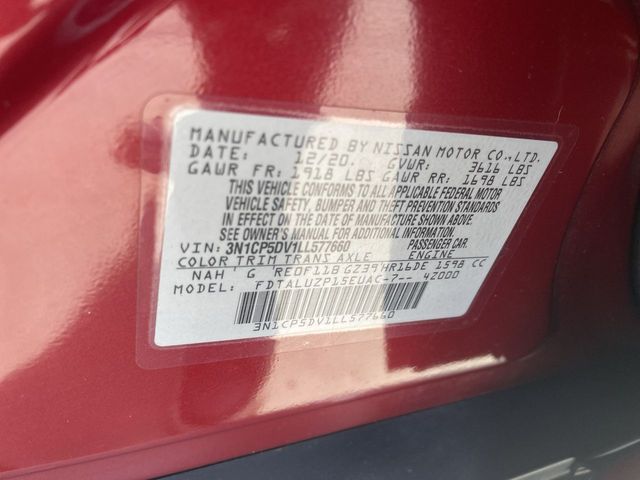 MANUFACTURED BY NISSAN MOTOR CO.,LTD.
DATE: 12/20. GVWR: 3616 LBS
GAWR FR: 1918 LBS GAWR RR: 1698 LBS
THIS VEHICLE CONFORMS TO ALL APPLICABLE FEDERAL MOTOR
VEHICLE SAFETY, BUMPER AND THEFT PREVENTION STANDARDS
IN EFFECT ON THE DATE OF MANUFACTURE SHOWN ABOVE.
SEE OWNER'S MANUAL FOR ADDITIONAL INFORMATION
VIN: 3N1CP5DV1LL577660 PASSENGER CAR
COLOR TRIM TRANS AXLE ENGINE
NAH G RE0F11B GZ39 HR16DE 1598 CC
MODEL: FDTALUZP15EUAC-7-- 42000
3N1CP5DV1LL577660